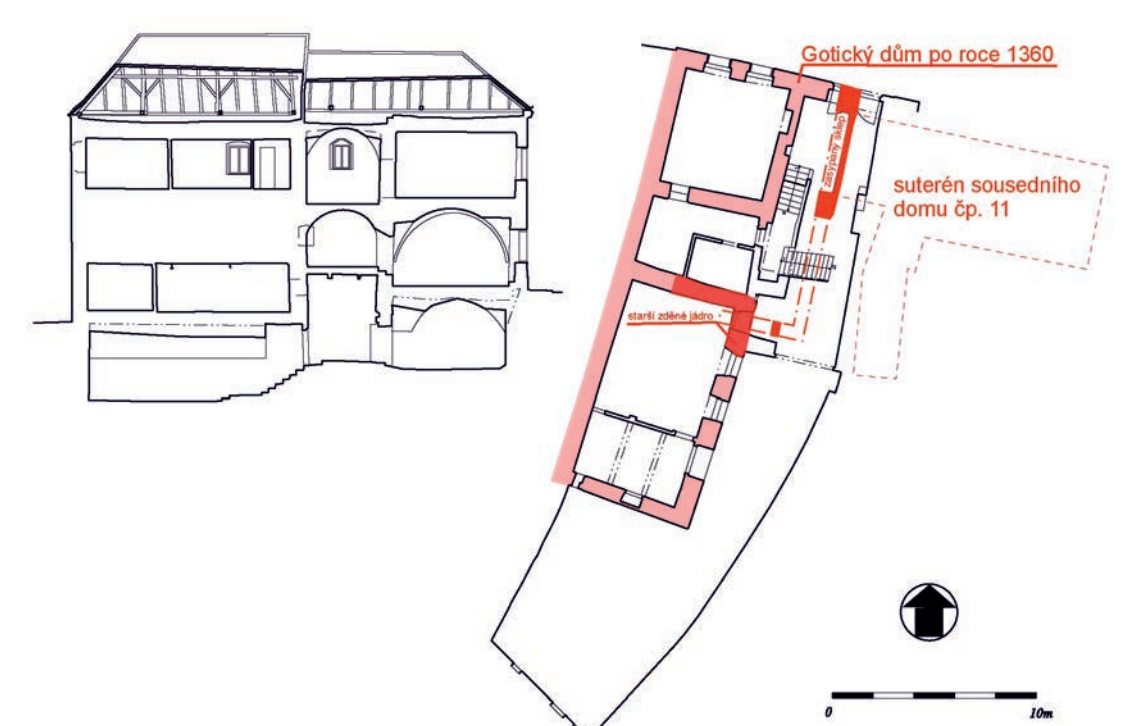 Gotický dům po roce 1360
zasypaný sklep
suterén sousedního
domu čp. 11
starší zděné jádro
0
10m